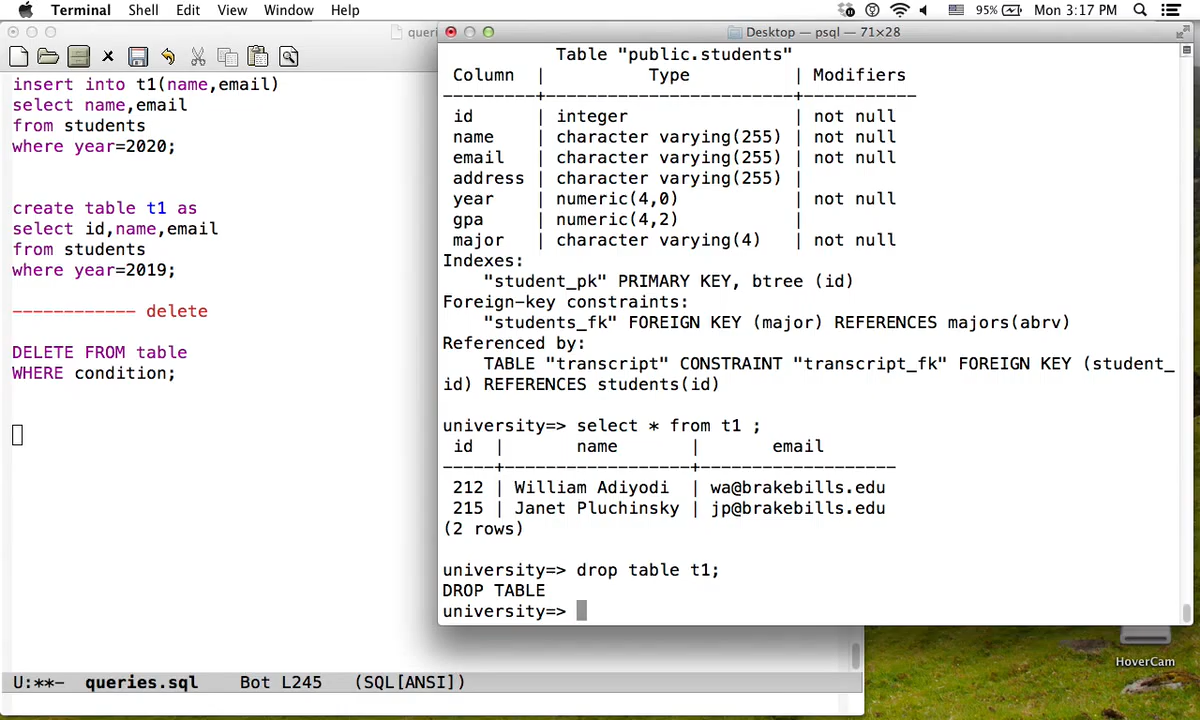 Terminal Shell Edit View Window Help 95% Mon 3:17 PM
queri
Desktop — psql — 71×28
insert into t1(name,email)
select name,email
from students
where year=2020;
create table t1 as
select id,name,email
from students
where year=2019;
------------ delete
DELETE FROM table
WHERE condition;
U:**- queries.sql Bot L245 (SQL[ANSI])
Table "public.students"
Column | Type | Modifiers
---------+------------------------+-----------
id | integer | not null
name | character varying(255) | not null
email | character varying(255) | not null
address | character varying(255) |
year | numeric(4,0) | not null
gpa | numeric(4,2) |
major | character varying(4) | not null
Indexes:
"student_pk" PRIMARY KEY, btree (id)
Foreign-key constraints:
"students_fk" FOREIGN KEY (major) REFERENCES majors(abrv)
Referenced by:
TABLE "transcript" CONSTRAINT "transcript_fk" FOREIGN KEY (student_
id) REFERENCES students(id)
university=> select * from t1 ;
id | name | email
-----+------------------+-------------------
212 | William Adiyodi | wa@brakebills.edu
215 | Janet Pluchinsky | jp@brakebills.edu
(2 rows)
university=> drop table t1;
DROP TABLE
university=>
HoverCam